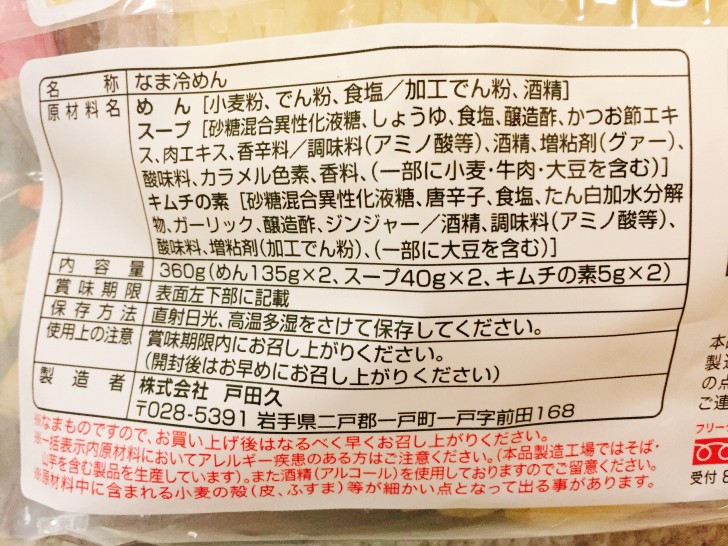 名称 なま冷めん
原材料名 めん [小麦粉、でん粉、食塩/加工でん粉、酒精]
スープ [砂糖混合異性化液糖、しょうゆ、食塩、醸造酢、かつお節エキ
ス、肉エキス、香辛料/調味料(アミノ酸等)、酒精、増粘剤(グァー)、
酸味料、カラメル色素、香料、(一部に小麦・牛肉・大豆を含む)]
キムチの素 [砂糖混合異性化液糖、唐辛子、食塩、たん白加水分解
物、ガーリック、醸造酢、ジンジャー/酒精、調味料(アミノ酸等)、
酸味料、増粘剤(加工でん粉)、(一部に大豆を含む)]
内容量 360g(めん135g×2、スープ40g×2、キムチの素5g×2)
賞味期限 表面左下部に記載
保存方法 直射日光、高温多湿をさけて保存してください。
使用上の注意 賞味期限内にお召し上がりください。
(開封後はお早めにお召し上がりください)
製造者 株式会社 戸田久
〒028-5391 岩手県二戸郡一戸町一戸字前田168
※なまものですので、お買い上げ後はなるべく早くお召し上がりください。
※一括表示内原材料においてアレルギー疾患のある方はご注意ください。(本品製造工場ではそば・
山芋を含む製品を生産しています)。また酒精(アルコール)を使用しておりますのでご留意ください。
※原材料中に含まれる小麦の殻(皮、ふすま)等が細かい点となって出る事があります。
の点
ご連
フリー
受付